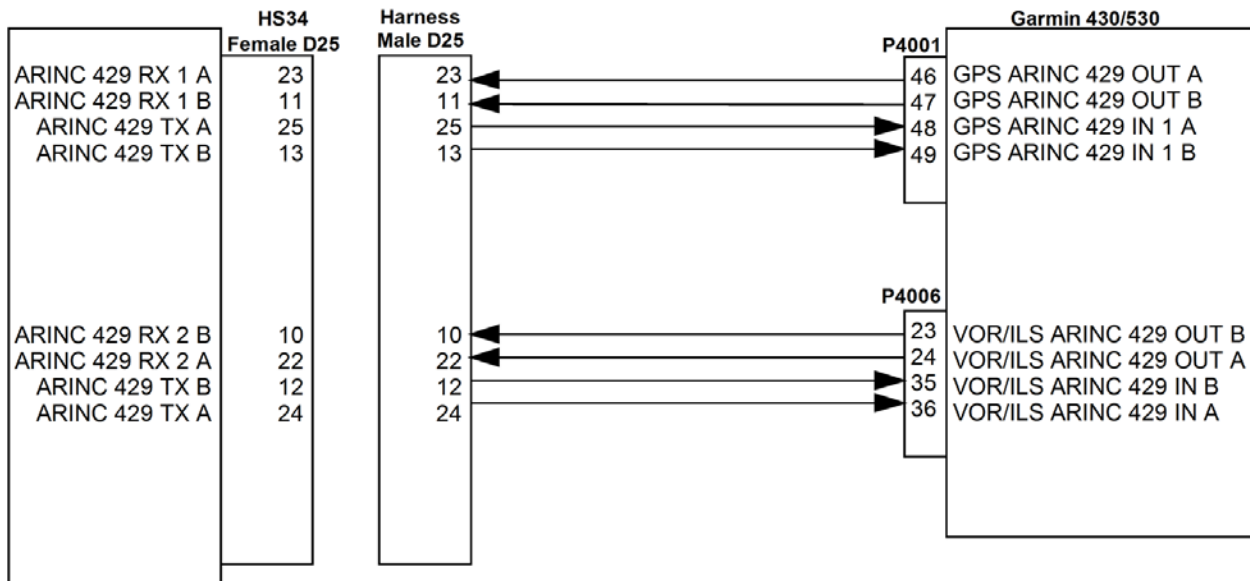 HS34
Female D25
Harness
Male D25
Garmin 430/530
P4001
ARINC 429 RX 1 A 23 23 46 GPS ARINC 429 OUT A
ARINC 429 RX 1 B 11 11 47 GPS ARINC 429 OUT B
ARINC 429 TX A 25 25 48 GPS ARINC 429 IN 1 A
ARINC 429 TX B 13 13 49 GPS ARINC 429 IN 1 B
P4006
ARINC 429 RX 2 B 10 10 23 VOR/ILS ARINC 429 OUT B
ARINC 429 RX 2 A 22 22 24 VOR/ILS ARINC 429 OUT A
ARINC 429 TX B 12 12 35 VOR/ILS ARINC 429 IN B
ARINC 429 TX A 24 24 36 VOR/ILS ARINC 429 IN A